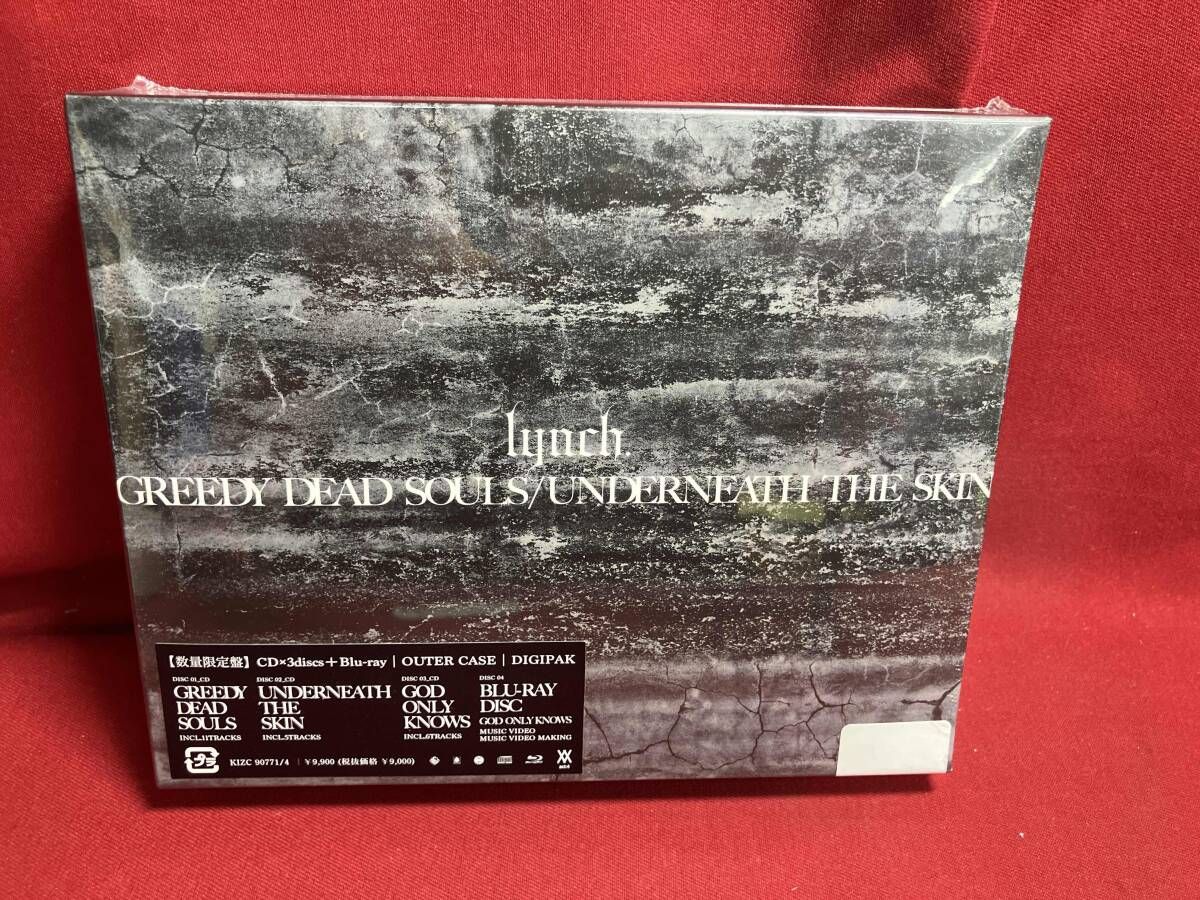 lynch.
GREEDY DEAD SOULS/UNDERNEATH THE SKIN
【数量限定盤】 CD×3discs+Blu-ray | OUTER CASE | DIGIPAK
DISC 01_CD
GREEDY
DEAD
SOULS
INCL.11TRACKS
DISC 02_CD
UNDERNEATH
THE
SKIN
INCL.5TRACKS
DISC 03_CD
GOD
ONLY
KNOWS
INCL.6TRACKS
DISC 04
BLU-RAY
DISC
GOD ONLY KNOWS
MUSIC VIDEO
MUSIC VIDEO MAKING
プラ
KIZC 90771/4 | ¥9,900 (税抜価格 ¥9,000)